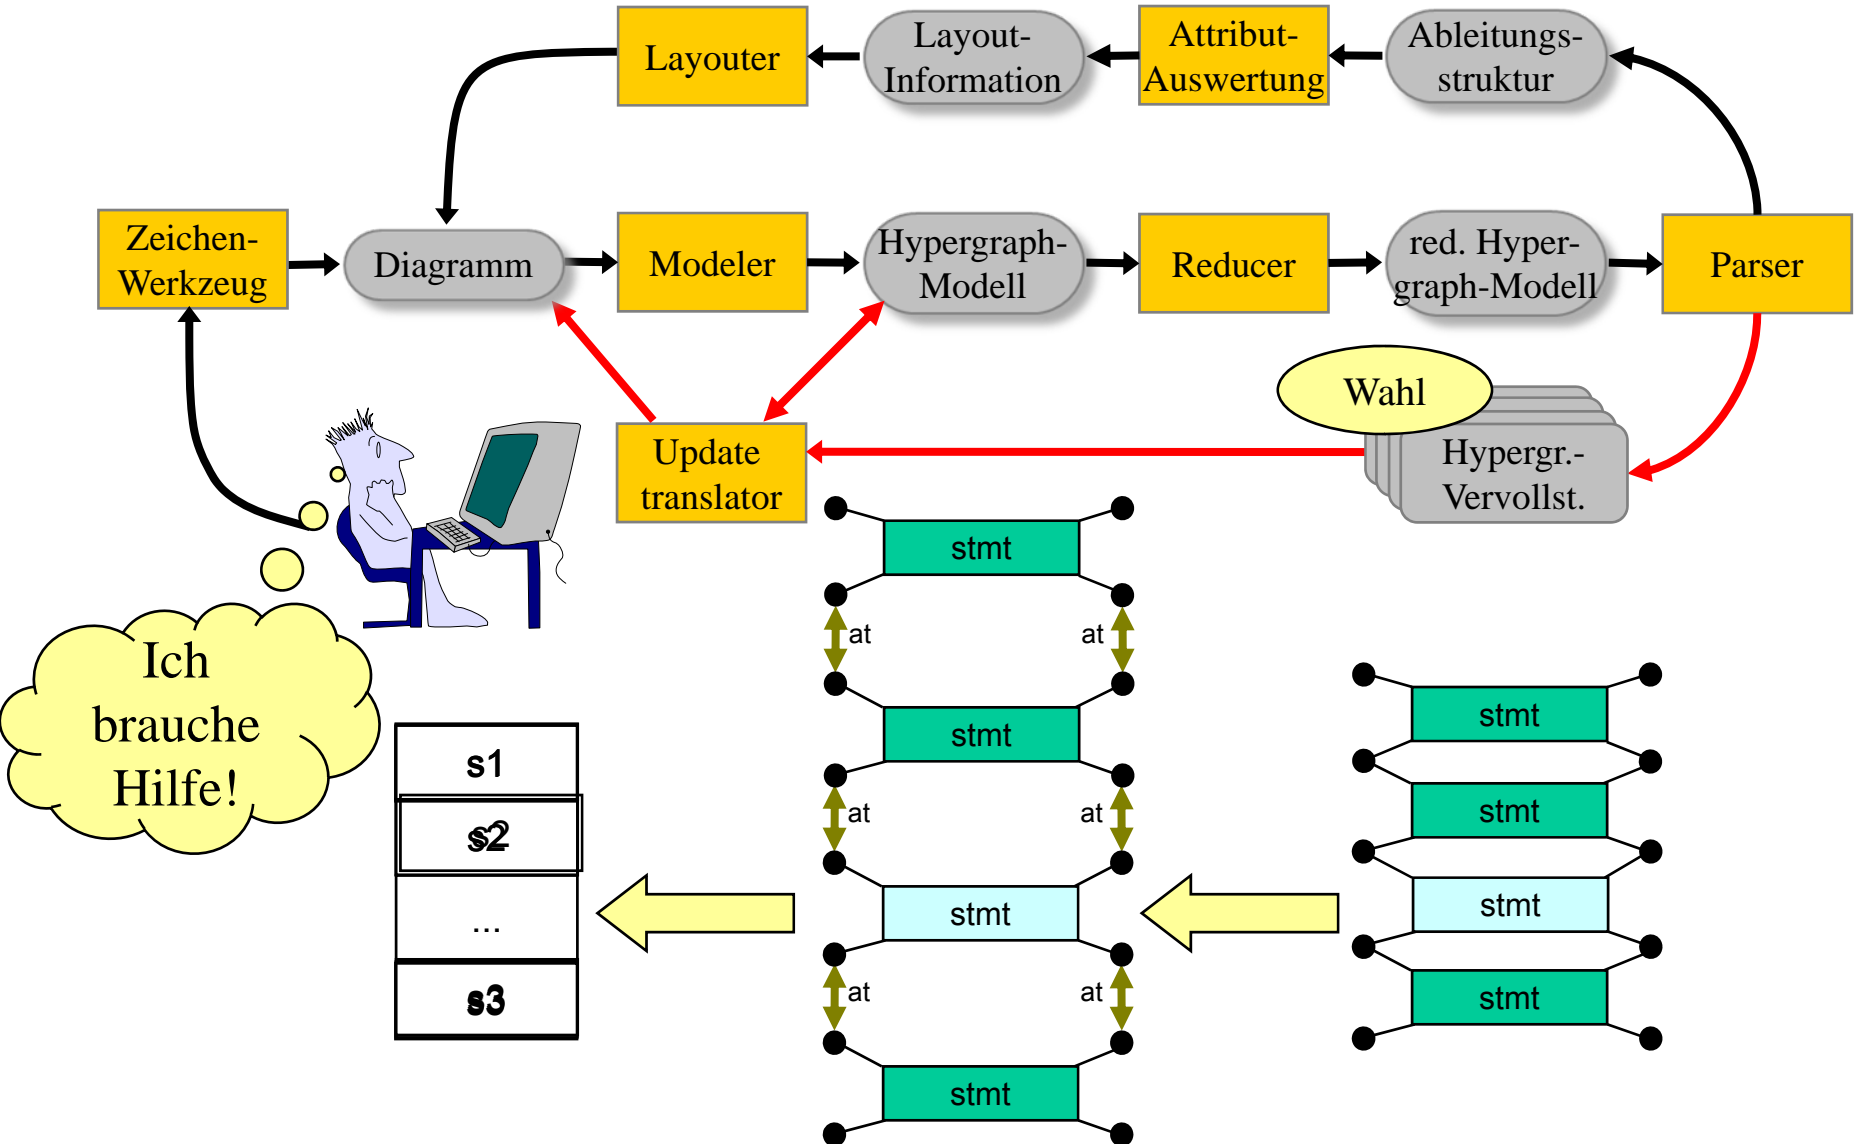 Layouter
Layout-
Information
Attribut-
Auswertung
Ableitungs-
struktur
Zeichen-
Werkzeug
Diagramm
Modeler
Hypergraph-
Modell
Reducer
red. Hyper-
graph-Modell
Parser
Wahl
Update
translator
Hypergr.-
Vervollst.
Ich
brauche
Hilfe!
s1
s2
...
s3
stmt
at at
stmt
at at
stmt
at at
stmt
stmt
stmt
stmt
stmt